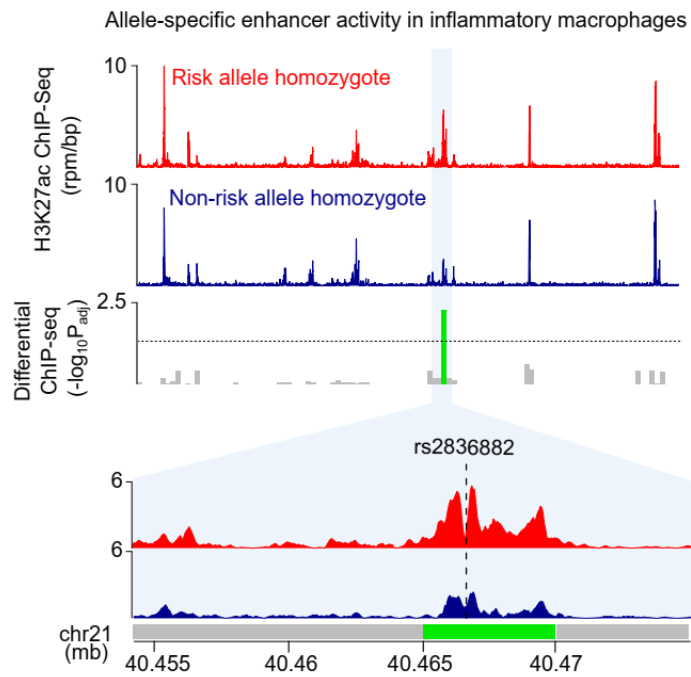 Allele-specific enhancer activity in inflammatory macrophages
H3K27ac ChIP-Seq
(rpm/bp)
10
Risk allele homozygote
10
Non-risk allele homozygote
Differential
ChIP-seq
(-log10Padj)
2.5
rs2836882
6
6
chr21
(mb)
40.455 40.46 40.465 40.47